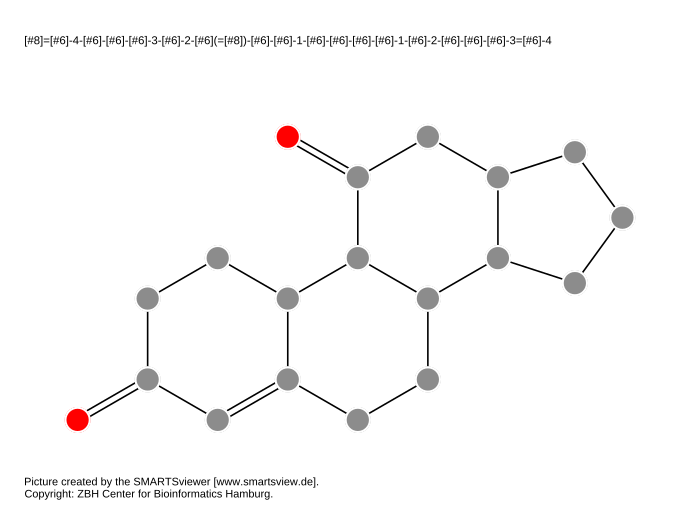 [#8]=[#6]-4-[#6]-[#6]-[#6]-3-[#6]-2-[#6](=[#8])-[#6]-[#6]-1-[#6]-[#6]-[#6]-[#6]-1-[#6]-2-[#6]-[#6]-[#6]-3=[#6]-4
Picture created by the SMARTSviewer [www.smartsview.de].
Copyright: ZBH Center for Bioinformatics Hamburg.